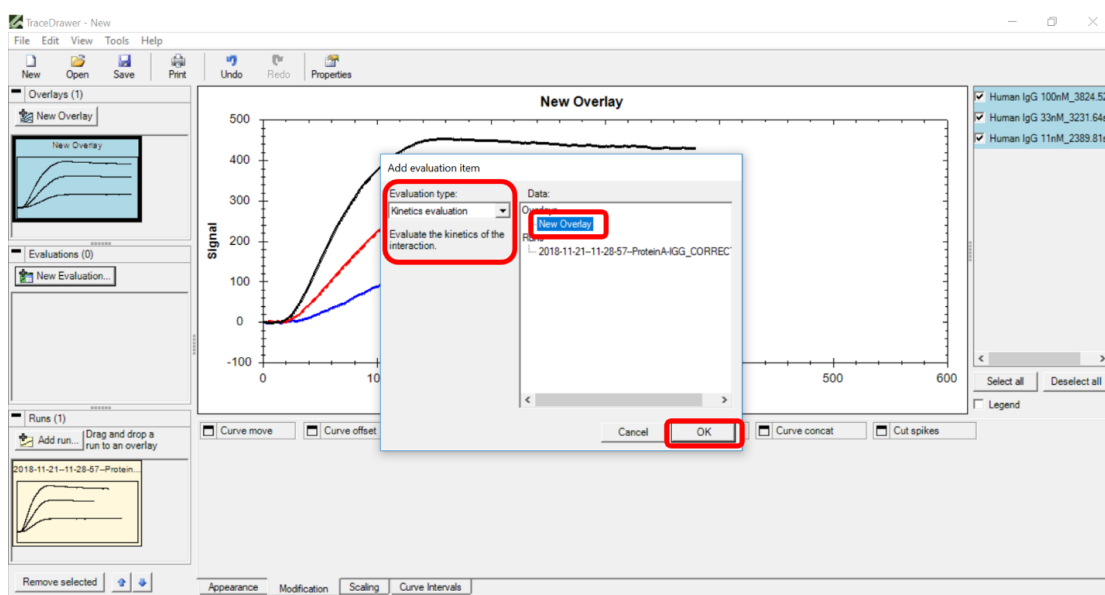 TraceDrawer - New
File Edit View Tools Help
New Open Save Print Undo Redo Properties
Overlays (1)
New Overlay
New Overlay
Evaluations (0)
New Evaluation...
Runs (1)
Add run...
Drag and drop a
run to an overlay
2018-11-21--11-28-57--Protein...
Remove selected
New Overlay
Signal
500
400
300
200
100
0
-100
0
10
500
600
Add evaluation item
Evaluation type:
Kinetics evaluation
Evaluate the kinetics of the
interaction.
Data:
Overlays
New Overlay
Runs
2018-11-21--11-28-57--ProteinA-IGG_CORREC
Cancel OK
Curve move Curve offset Curve concat Cut spikes
Appearance Modification Scaling Curve Intervals
Human IgG 100nM_3824.52
Human IgG 33nM_3231.64
Human IgG 11nM_2389.81s
Select all Deselect all
Legend